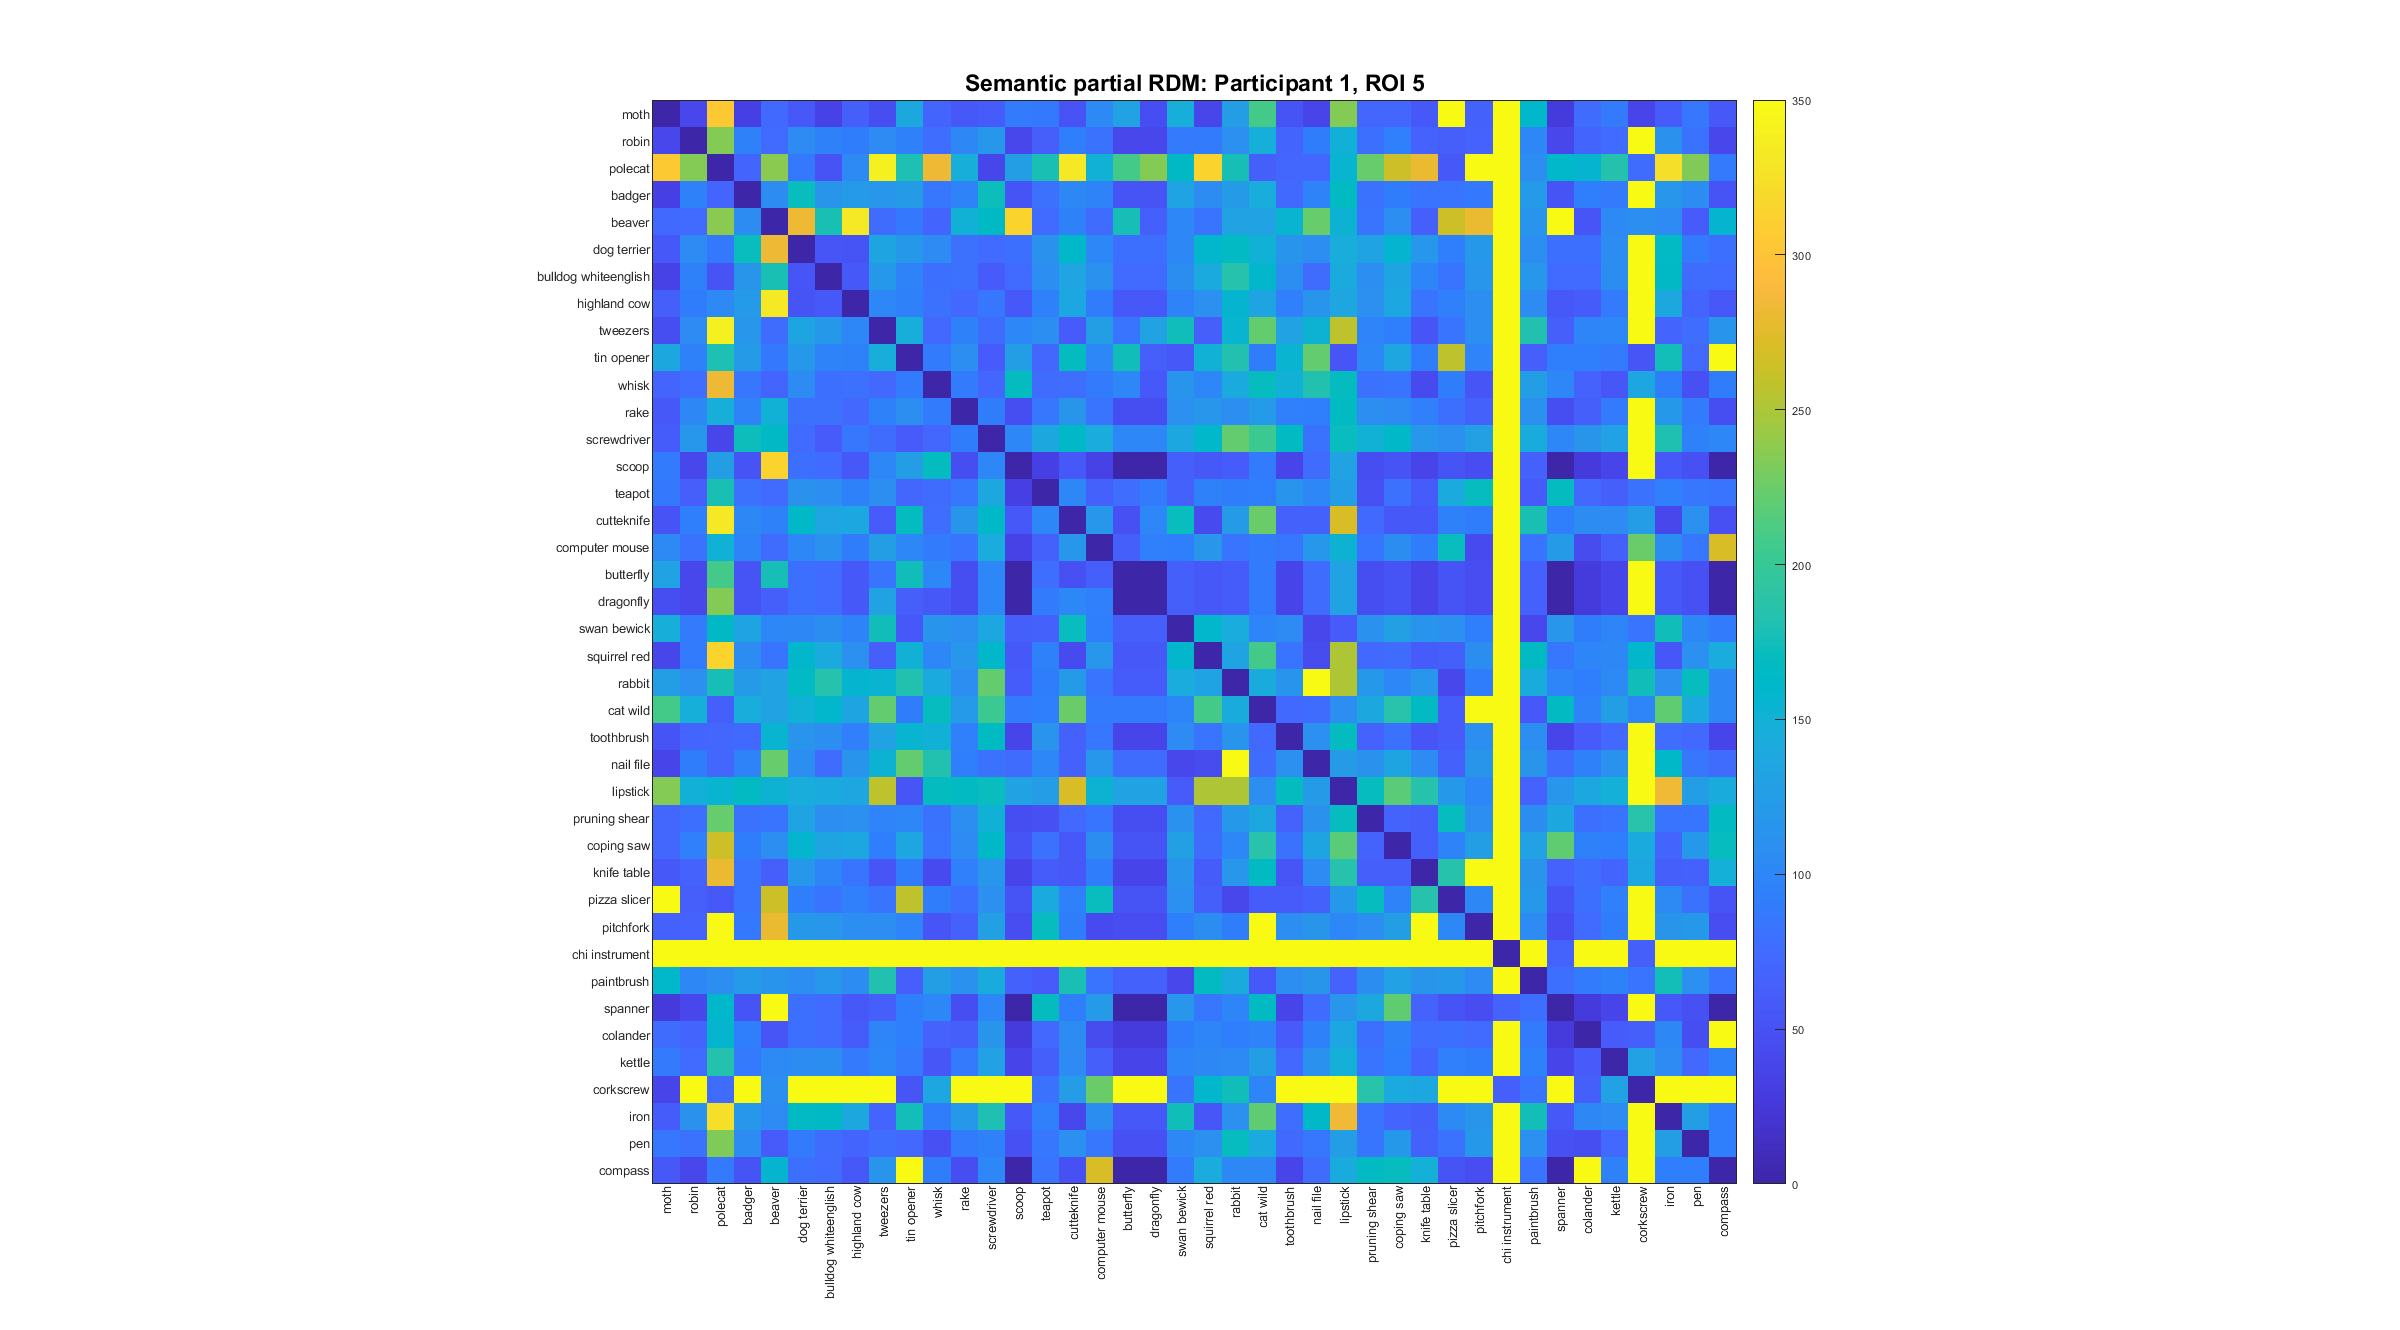 Semantic partial RDM: Participant 1, ROI 5
moth
robin
polecat
badger
beaver
dog terrier
bulldog whiteenglish
highland cow
tweezers
tin opener
whisk
rake
screwdriver
scoop
teapot
cutteknife
computer mouse
butterfly
dragonfly
swan bewick
squirrel red
rabbit
cat wild
toothbrush
nail file
lipstick
pruning shear
coping saw
knife table
pizza slicer
pitchfork
chi instrument
paintbrush
spanner
colander
kettle
corkscrew
iron
pen
compass
moth
robin
polecat
badger
beaver
dog terrier
bulldog whiteenglish
highland cow
tweezers
tin opener
whisk
rake
screwdriver
scoop
teapot
cutteknife
computer mouse
butterfly
dragonfly
swan bewick
squirrel red
rabbit
cat wild
toothbrush
nail file
lipstick
pruning shear
coping saw
knife table
pizza slicer
pitchfork
chi instrument
paintbrush
spanner
colander
kettle
corkscrew
iron
pen
compass
350
300
250
200
150
100
50
0